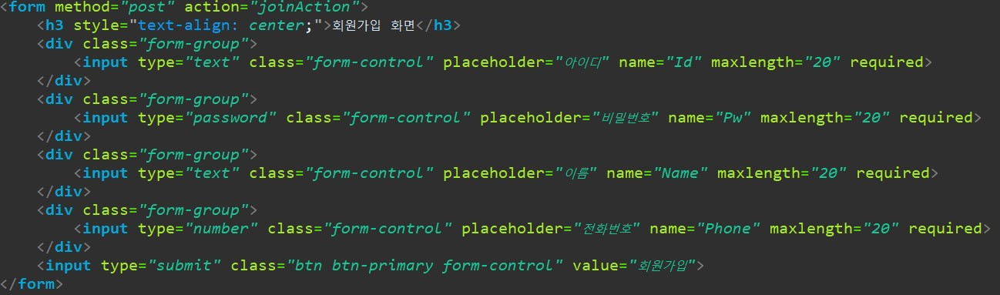 <form method="post" action="joinAction">
    <h3 style="text-align: center;">회원가입 화면</h3>
    <div class="form-group">
        <input type="text" class="form-control" placeholder="아이디" name="Id" maxlength="20" required>
    </div>
    <div class="form-group">
        <input type="password" class="form-control" placeholder="비밀번호" name="Pw" maxlength="20" required>
    </div>
    <div class="form-group">
        <input type="text" class="form-control" placeholder="이름" name="Name" maxlength="20" required>
    </div>
    <div class="form-group">
        <input type="number" class="form-control" placeholder="전화번호" name="Phone" maxlength="20" required>
    </div>
    <input type="submit" class="btn btn-primary form-control" value="회원가입">
</form>